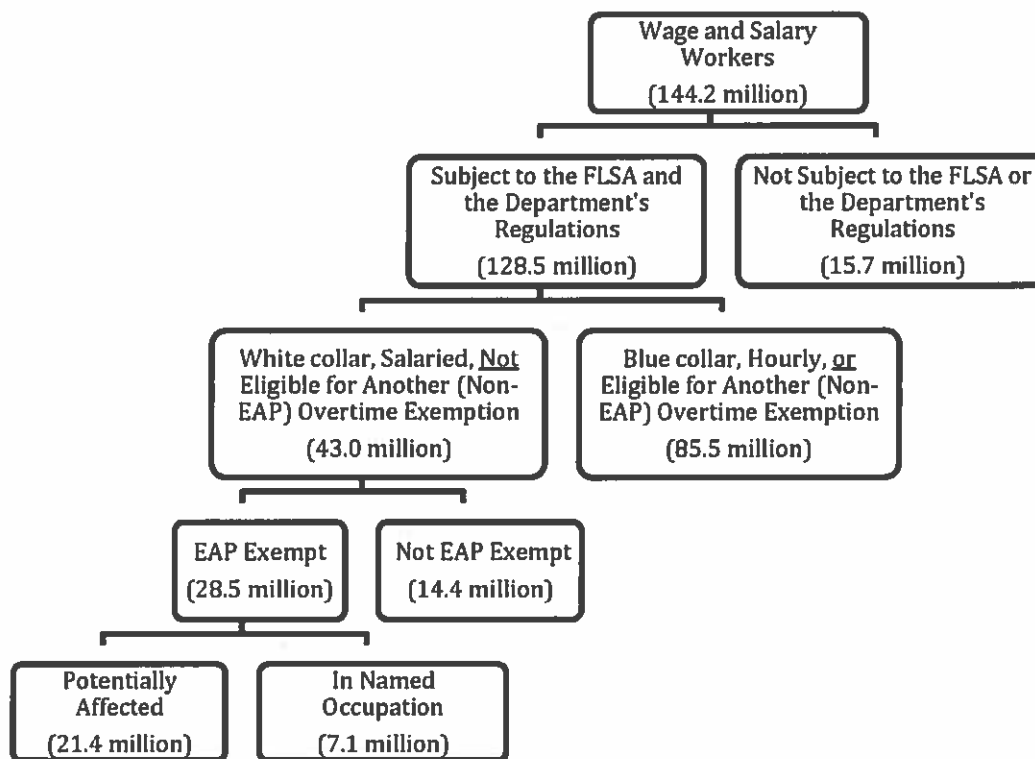 Wage and Salary
Workers
(144.2 million)
Subject to the FLSA and
the Department's
Regulations
(128.5 million)
Not Subject to the FLSA or
the Department's
Regulations
(15.7 million)
White collar, Salaried, Not
Eligible for Another (Non-
EAP) Overtime Exemption
(43.0 million)
Blue collar, Hourly, or
Eligible for Another (Non-
EAP) Overtime Exemption
(85.5 million)
EAP Exempt
(28.5 million)
Not EAP Exempt
(14.4 million)
Potentially
Affected
(21.4 million)
In Named
Occupation
(7.1 million)